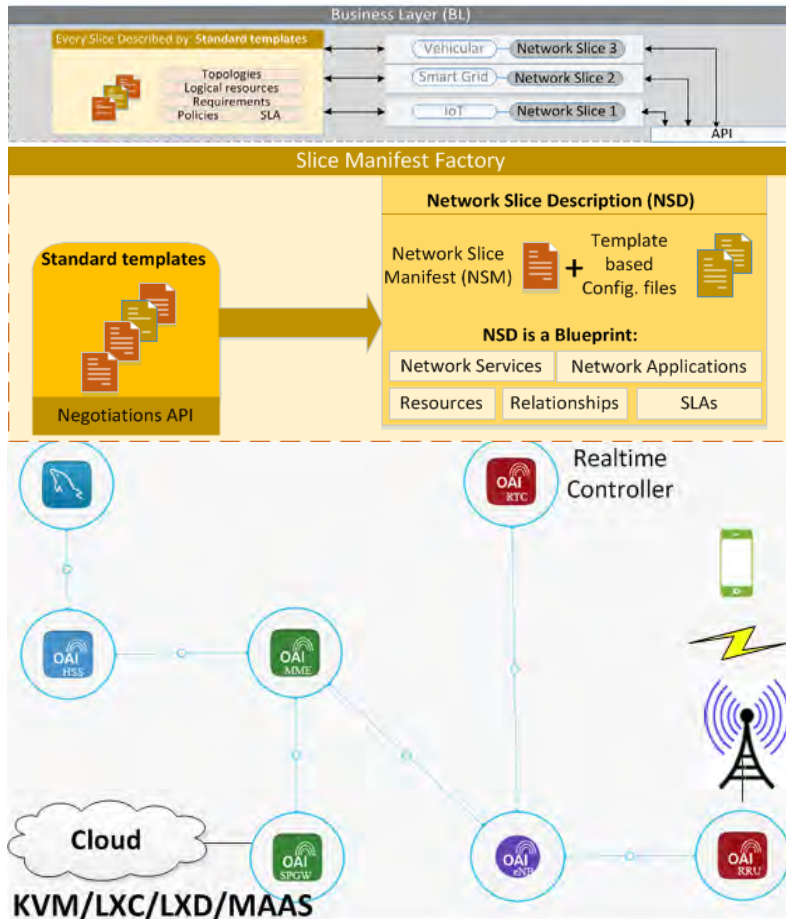 Business Layer (BL)
Every Slice Described by: Standard templates
Topologies
Logical resources
Requirements
Policies SLA
Vehicular Network Slice 3
Smart Grid Network Slice 2
IoT Network Slice 1
API
Slice Manifest Factory
Standard templates
Negotiations API
Network Slice Description (NSD)
Network Slice
Manifest (NSM)
+
Template
based
Config. files
NSD is a Blueprint:
Network Services Network Applications
Resources Relationships SLAs
OAI
RTC
Realtime
Controller
OAI
HSS
OAI
MME
Cloud
OAI
SPGW
OAI
eNB
OAI
RRU
KVM/LXC/LXD/MAAS